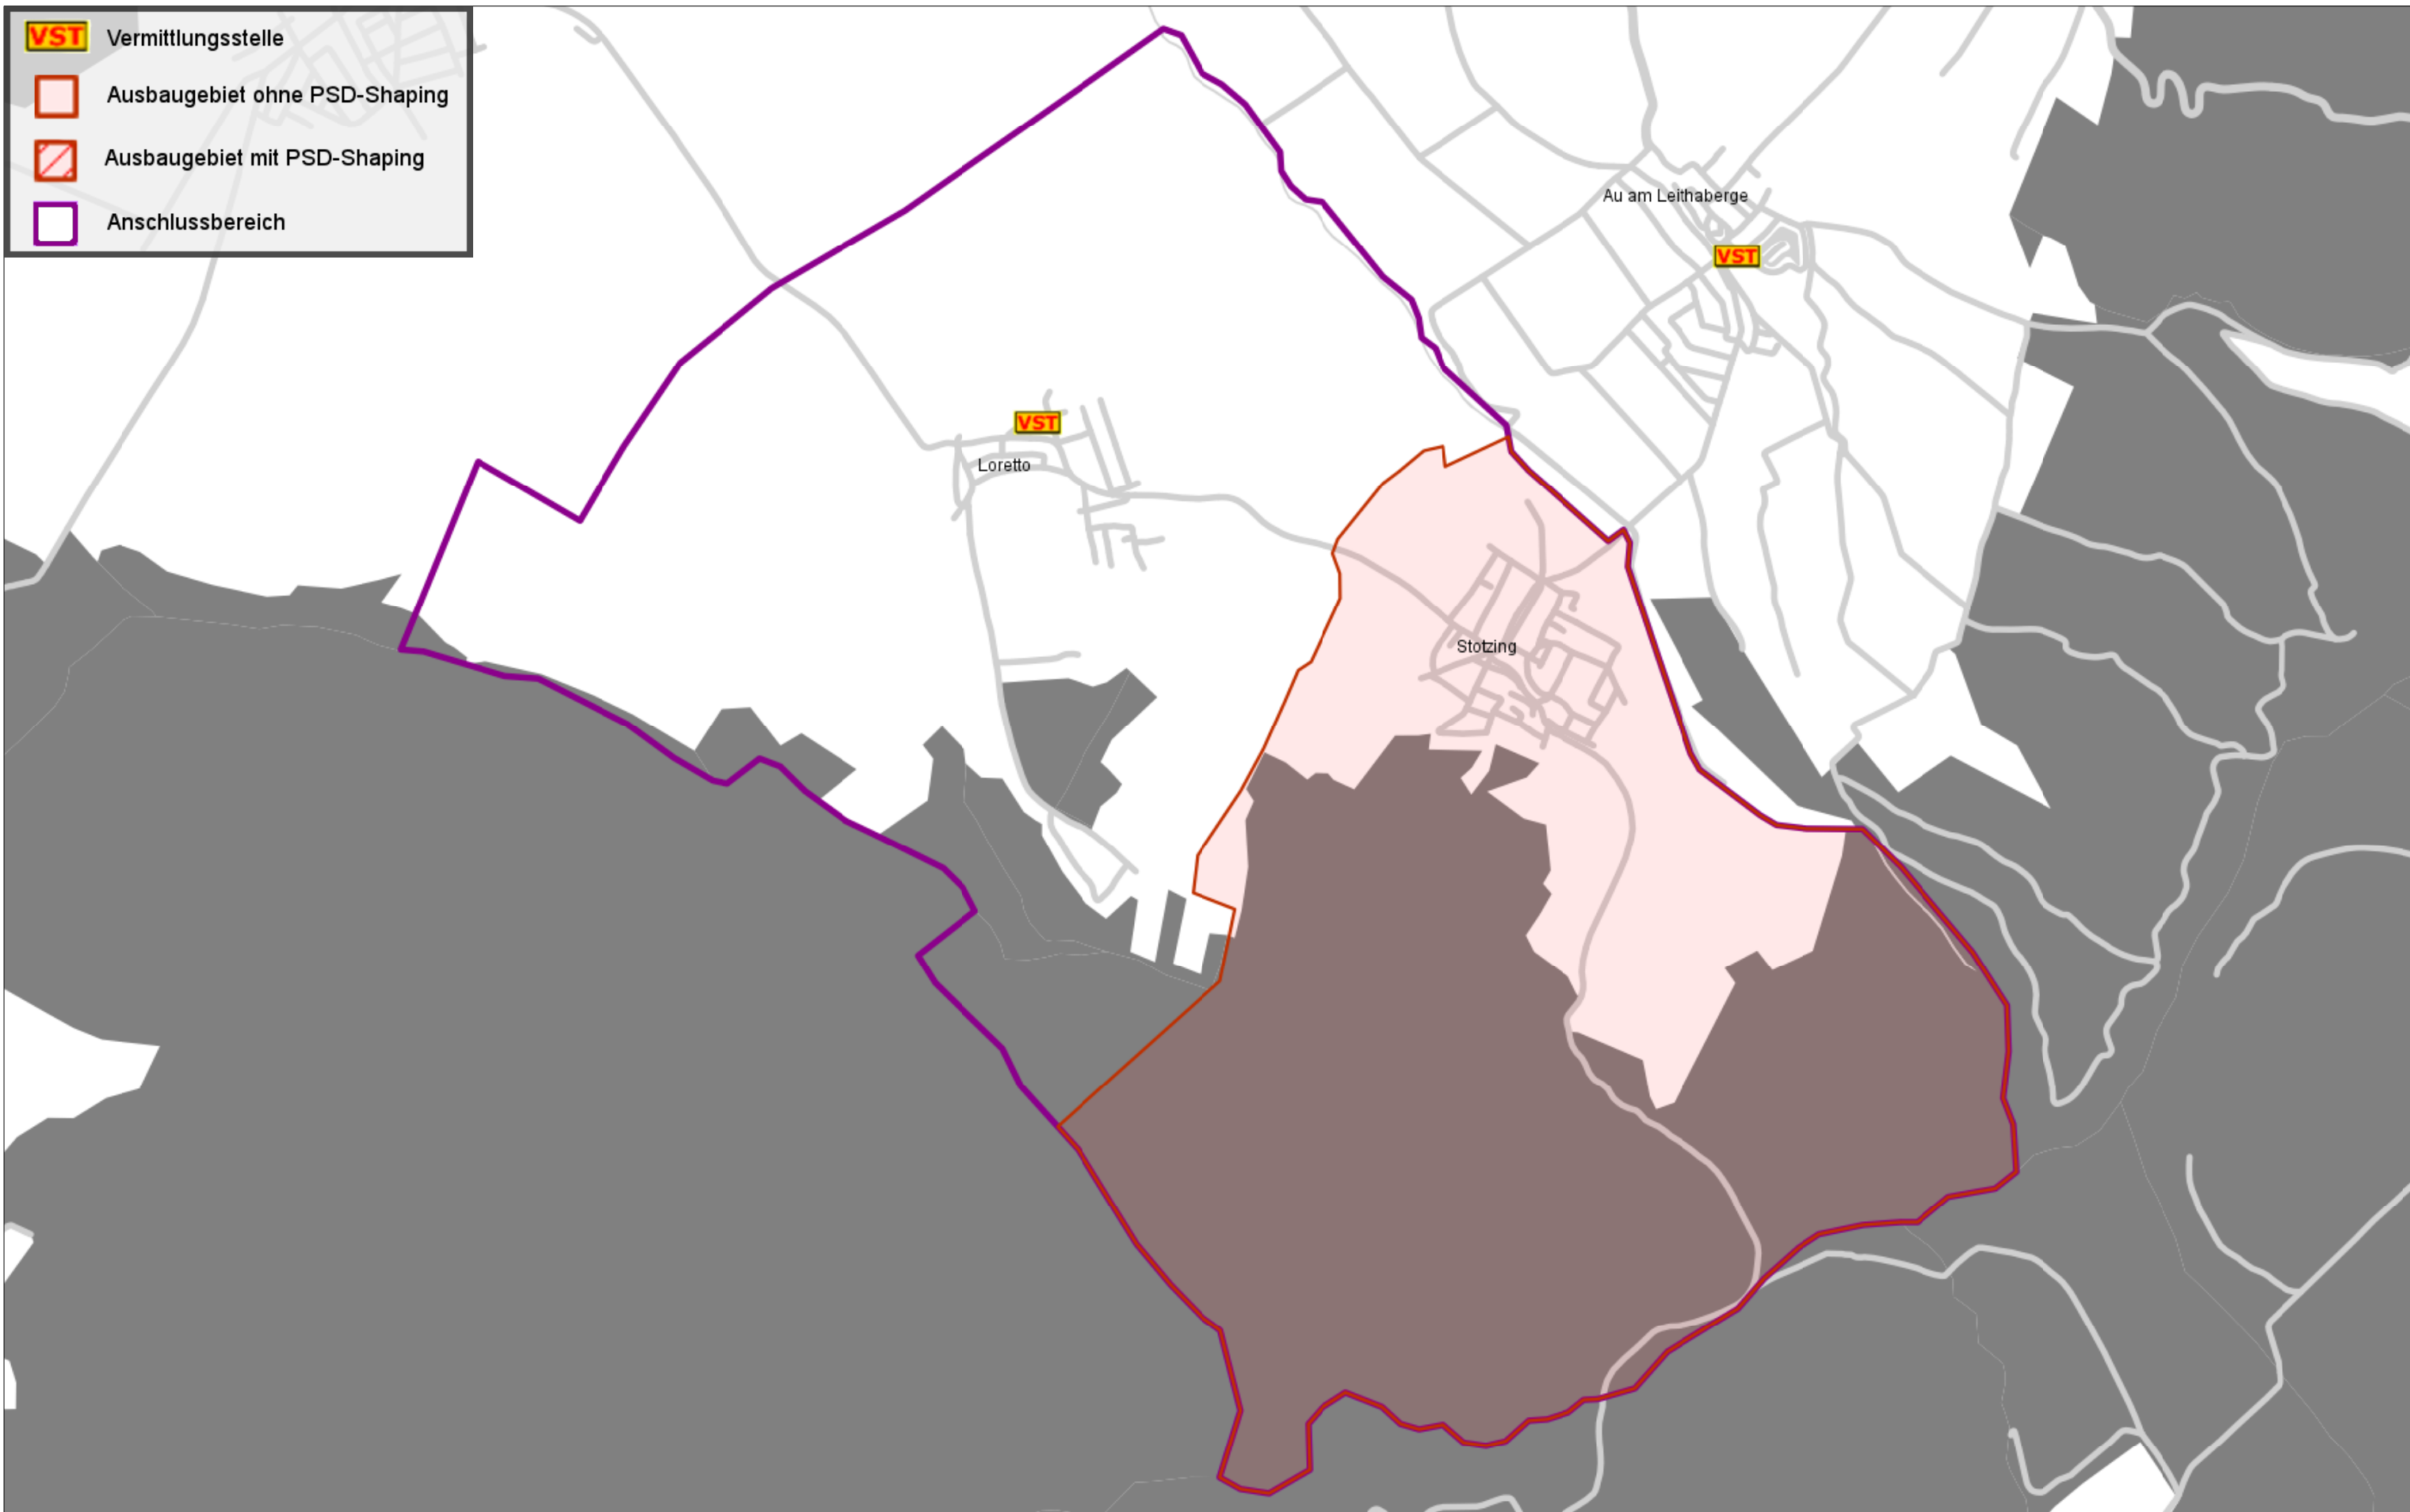 VST Vermittlungsstelle
Ausbaugebiet ohne PSD-Shaping
Ausbaugebiet mit PSD-Shaping
Anschlussbereich
Au am Leithaberge
VST
VST
Loretto
Stotzing